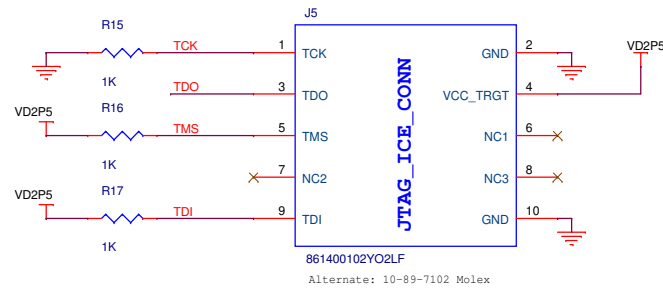 J5
R15
TCK
1
TCK
GND
2
VD2P5
1K
TDO
3
TDO
VCC_TRGT
4
R16
VD2P5
TMS
5
TMS
NC1
6
1K
7
NC2
NC3
8
R17
VD2P5
TDI
9
TDI
GND
10
1K
JTAG_ICE_CONN
861400102YO2LF
Alternate: 10-89-7102 Molex